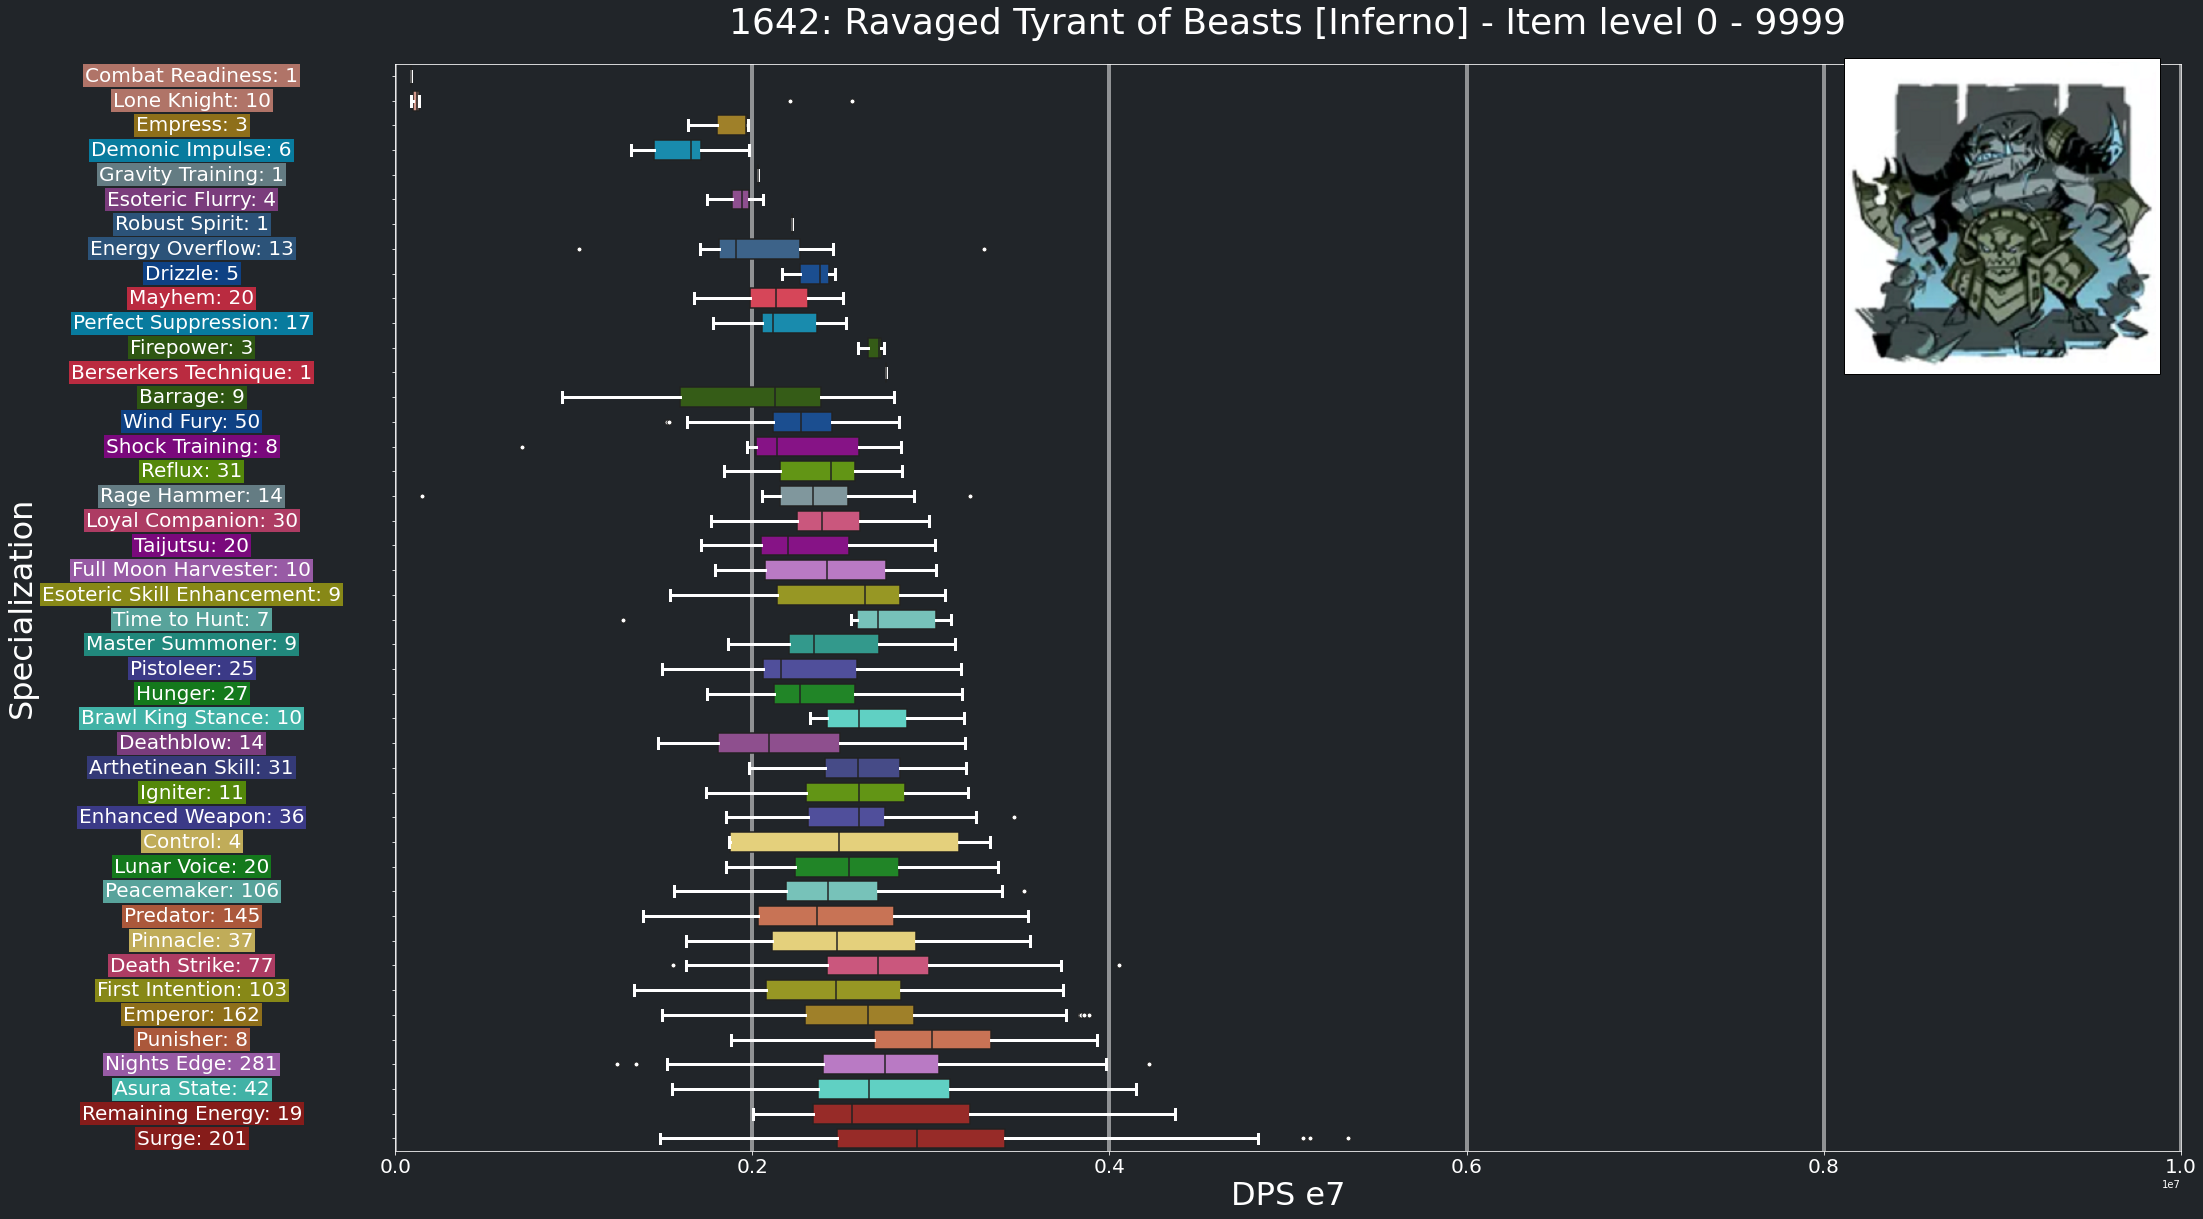 1642: Ravaged Tyrant of Beasts [Inferno] - Item level 0 - 9999
Specialization
Combat Readiness: 1
Lone Knight: 10
Empress: 3
Demonic Impulse: 6
Gravity Training: 1
Esoteric Flurry: 4
Robust Spirit: 1
Energy Overflow: 13
Drizzle: 5
Mayhem: 20
Perfect Suppression: 17
Firepower: 3
Berserkers Technique: 1
Barrage: 9
Wind Fury: 50
Shock Training: 8
Reflux: 31
Rage Hammer: 14
Loyal Companion: 30
Taijutsu: 20
Full Moon Harvester: 10
Esoteric Skill Enhancement: 9
Time to Hunt: 7
Master Summoner: 9
Pistoleer: 25
Hunger: 27
Brawl King Stance: 10
Deathblow: 14
Arthetinean Skill: 31
Igniter: 11
Enhanced Weapon: 36
Control: 4
Lunar Voice: 20
Peacemaker: 106
Predator: 145
Pinnacle: 37
Death Strike: 77
First Intention: 103
Emperor: 162
Punisher: 8
Nights Edge: 281
Asura State: 42
Remaining Energy: 19
Surge: 201
0.0 0.2 0.4 0.6 0.8 1.0
1e7
DPS e7